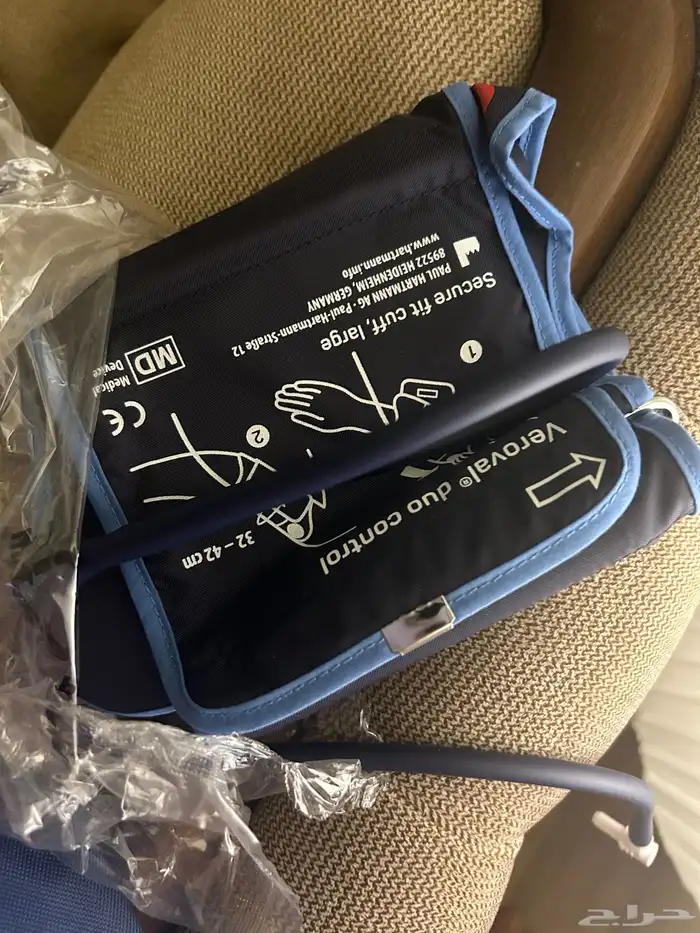 Veroval® duo control
32 – 42 cm
1
2
Secure fit cuff, large
PAUL HARTMANN AG · Paul-Hartmann-Straße 12
89522 HEIDENHEIM, GERMANY
www.hartmann.info
MD
Medical
Device
CE
حراج